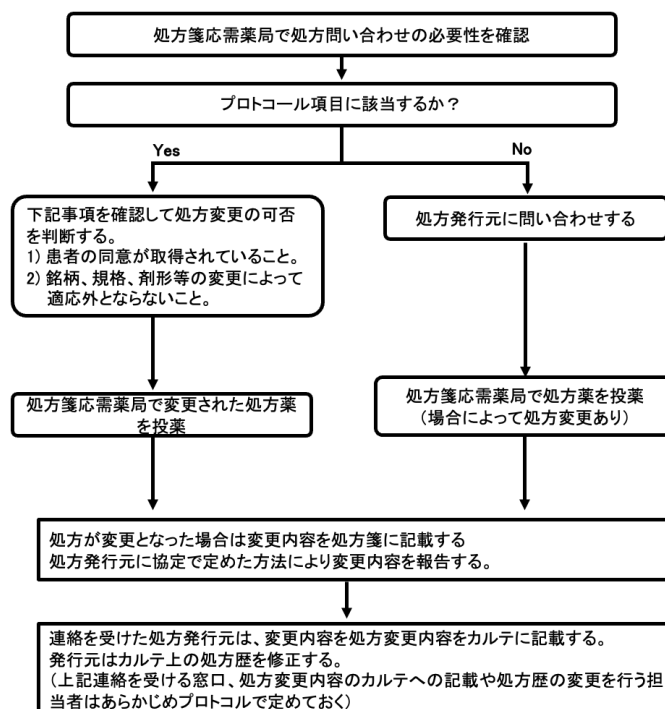 処方箋応需薬局で処方問い合わせの必要性を確認
プロトコール項目に該当するか？
Yes
No
下記事項を確認して処方変更の可否
を判断する。
1) 患者の同意が取得されていること。
2) 銘柄、規格、剤形等の変更によって
適応外とならないこと。
処方発行元に問い合わせする
処方箋応需薬局で変更された処方薬
を投薬
処方箋応需薬局で処方薬を投薬
（場合によって処方変更あり）
処方が変更となった場合は変更内容を処方箋に記載する
処方発行元に協定で定めた方法により変更内容を報告する。
連絡を受けた処方発行元は、変更内容を処方変更内容をカルテに記載する。
発行元はカルテ上の処方歴を修正する。
(上記連絡を受ける窓口、処方変更内容のカルテへの記載や処方歴の変更を行う担
当者はあらかじめプロトコルで定めておく)